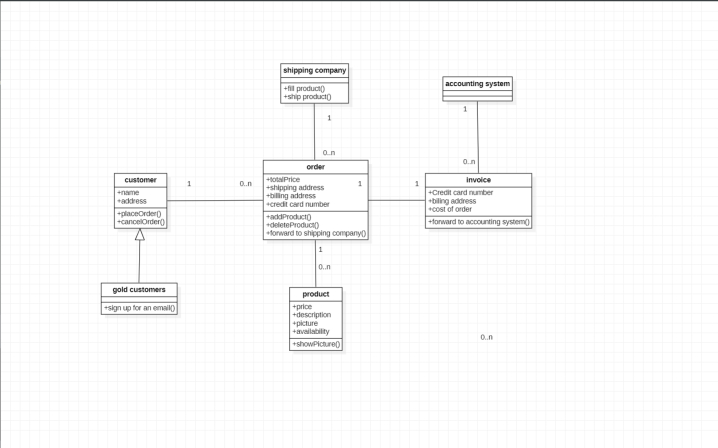 shipping company
+fill product()
+ship product()
accounting system
1
1
0..n
0..n
customer
+name
+address
+placeOrder()
+cancelOrder()
1
0..n
order
+totalPrice
+shipping address
+billing address
+credit card number
+addProduct()
+deleteProduct()
+forward to shipping company()
1
1
invoice
+Credit card number
+biling address
+cost of order
+forward to accounting system()
1
0..n
gold customers
+sign up for an email()
product
+price
+description
+picture
+availability
+showPicture()
0..n